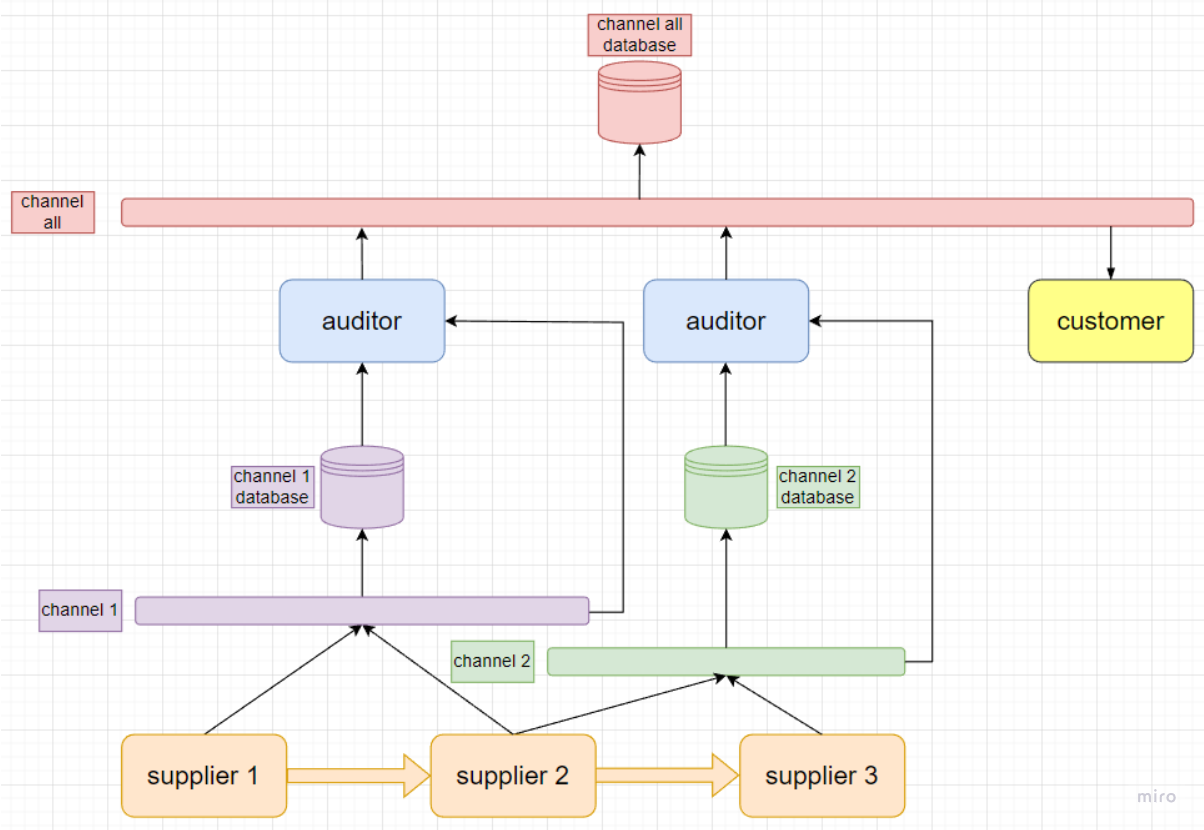 channel all
database
channel
all
auditor
auditor
customer
channel 1
database
channel 2
database
channel 1
channel 2
supplier 1
supplier 2
supplier 3
miro